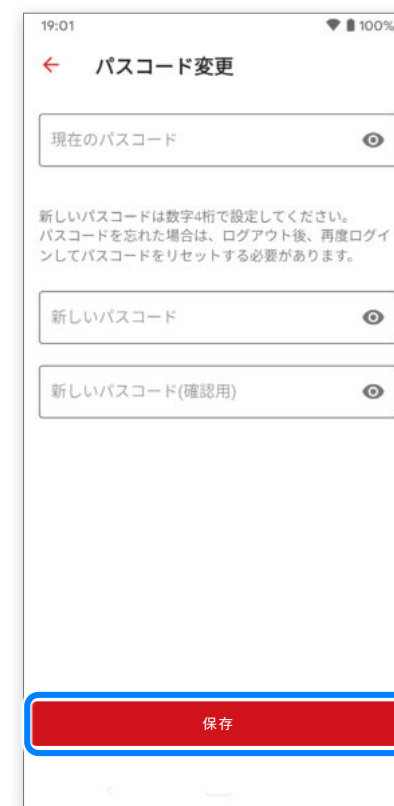 19:01 100%
パスコード変更
現在のパスコード
新しいパスコードは数字4桁で設定してください。
パスコードを忘れた場合は、ログアウト後、再度ログイ
ンしてパスコードをリセットする必要があります。
新しいパスコード
新しいパスコード(確認用)
保存